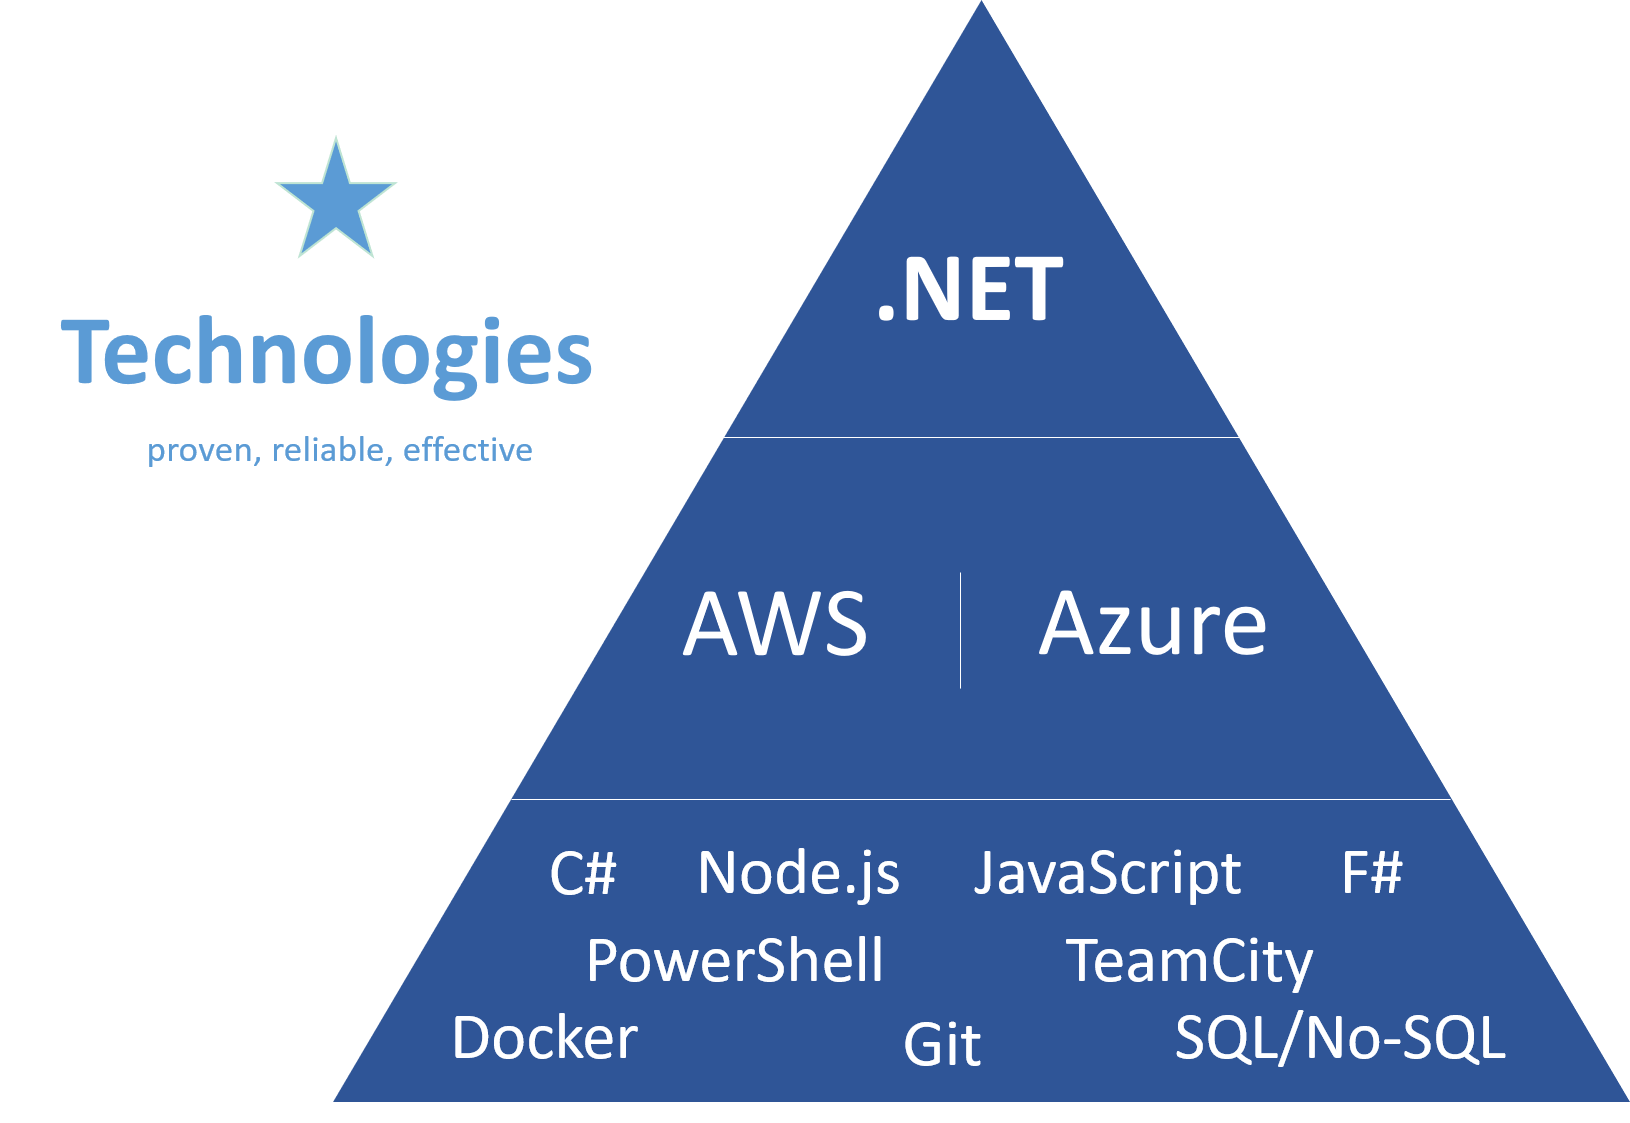 Technologies
proven, reliable, effective
.NET
AWS
Azure
C# Node.js JavaScript F#
PowerShell TeamCity
Docker Git SQL/No-SQL